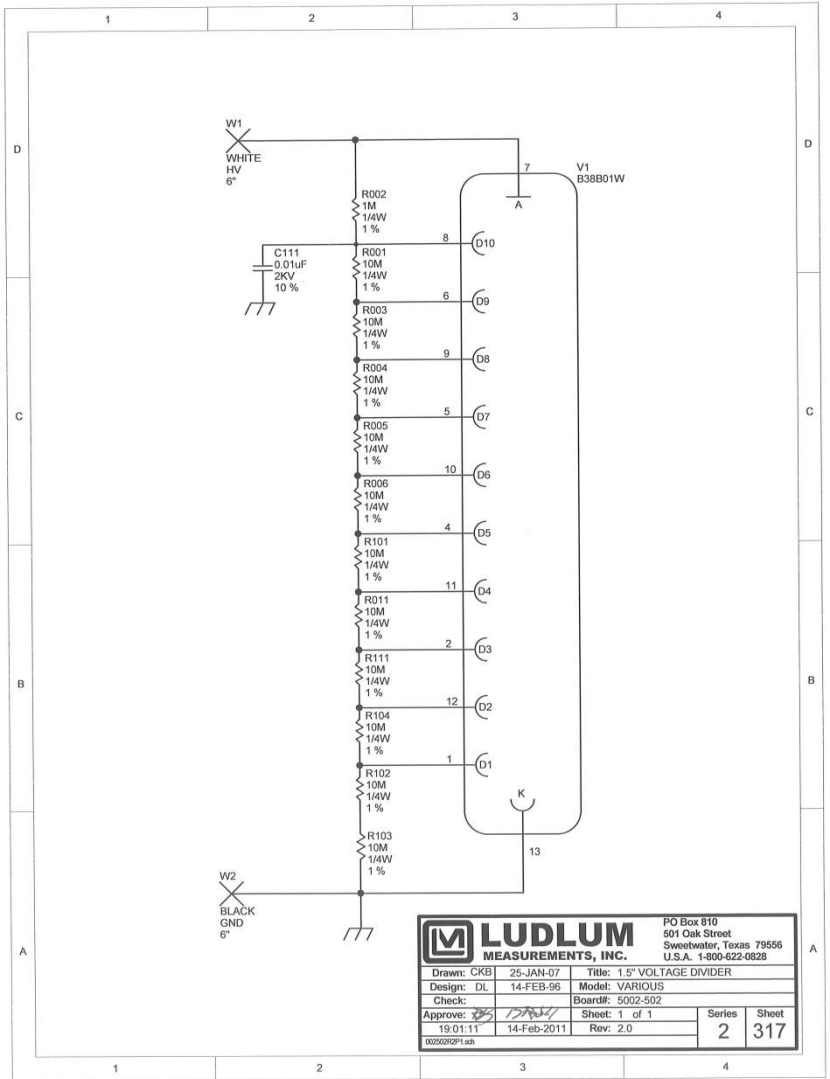 1 2 3 4
D D
W1
WHITE
HV
6"
7
V1
B38B01W
A
R002
1M
1/4W
1 %
8 D10
C111
0.01uF
2KV
10 %
R001
10M
1/4W
1 %
6 D9
R003
10M
1/4W
1 %
9 D8
R004
10M
1/4W
1 %
C C
5 D7
R005
10M
1/4W
1 %
10 D6
R006
10M
1/4W
1 %
4 D5
R101
10M
1/4W
1 %
11 D4
R011
10M
1/4W
1 %
2 D3
R111
10M
1/4W
1 %
B B
12 D2
R104
10M
1/4W
1 %
1 D1
R102
10M
1/4W
1 %
K
R103
10M
1/4W
1 %
13
W2
BLACK
GND
6"
A A
LM LUDLUM
MEASUREMENTS, INC.
PO Box 810
501 Oak Street
Sweetwater, Texas 79556
U.S.A. 1-800-622-0828
Drawn: CKB 25-JAN-07 Title: 1.5" VOLTAGE DIVIDER
Design: DL 14-FEB-96 Model: VARIOUS
Check: Board#: 5002-502
Approve: Sheet: 1 of 1 Series Sheet
19:01:11 14-Feb-2011 Rev: 2.0 2 317
002502R2P1.sch
1 2 3 4